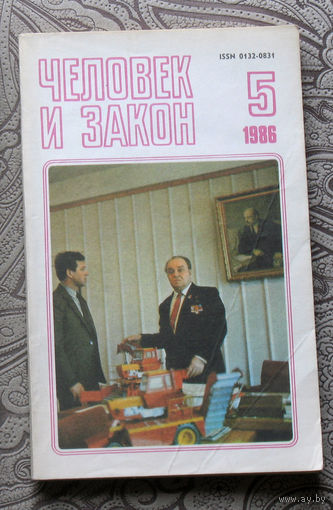 ISSN 0132-0831
ЧЕЛОВЕК
И ЗАКОН
5
1986
www.ay.by